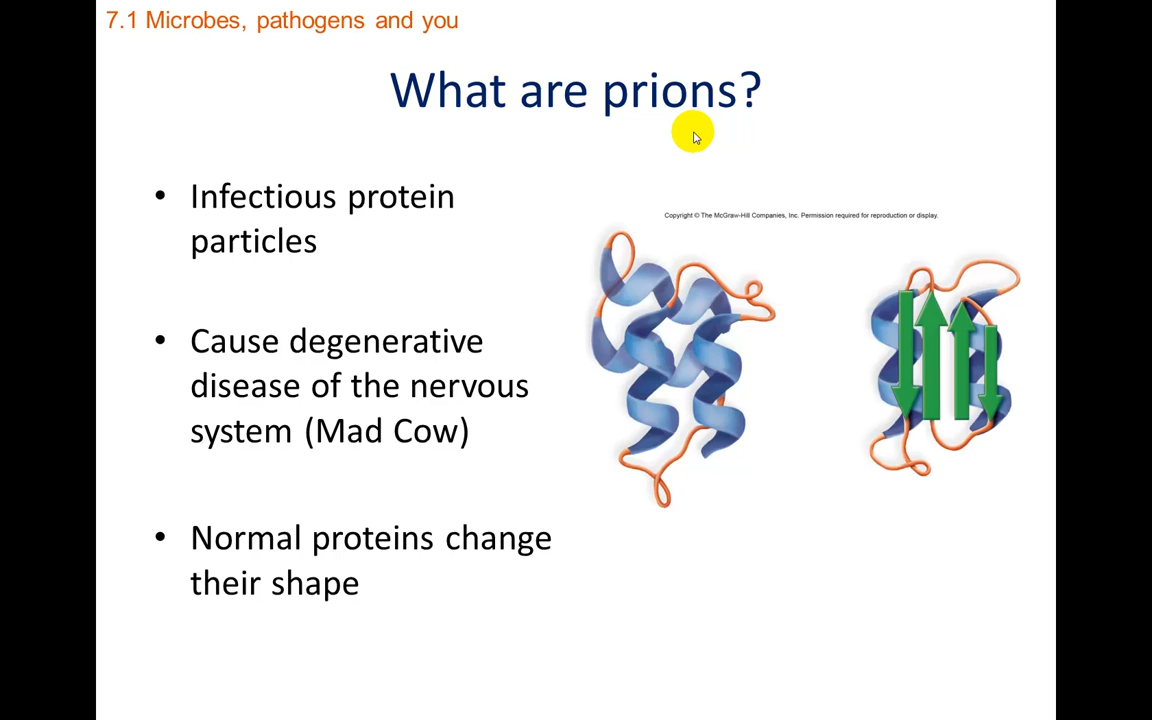 7.1 Microbes, pathogens and you
What are prions?
• Infectious protein
particles
Copyright © The McGraw-Hill Companies, Inc. Permission required for reproduction or display.
• Cause degenerative
disease of the nervous
system (Mad Cow)
• Normal proteins change
their shape